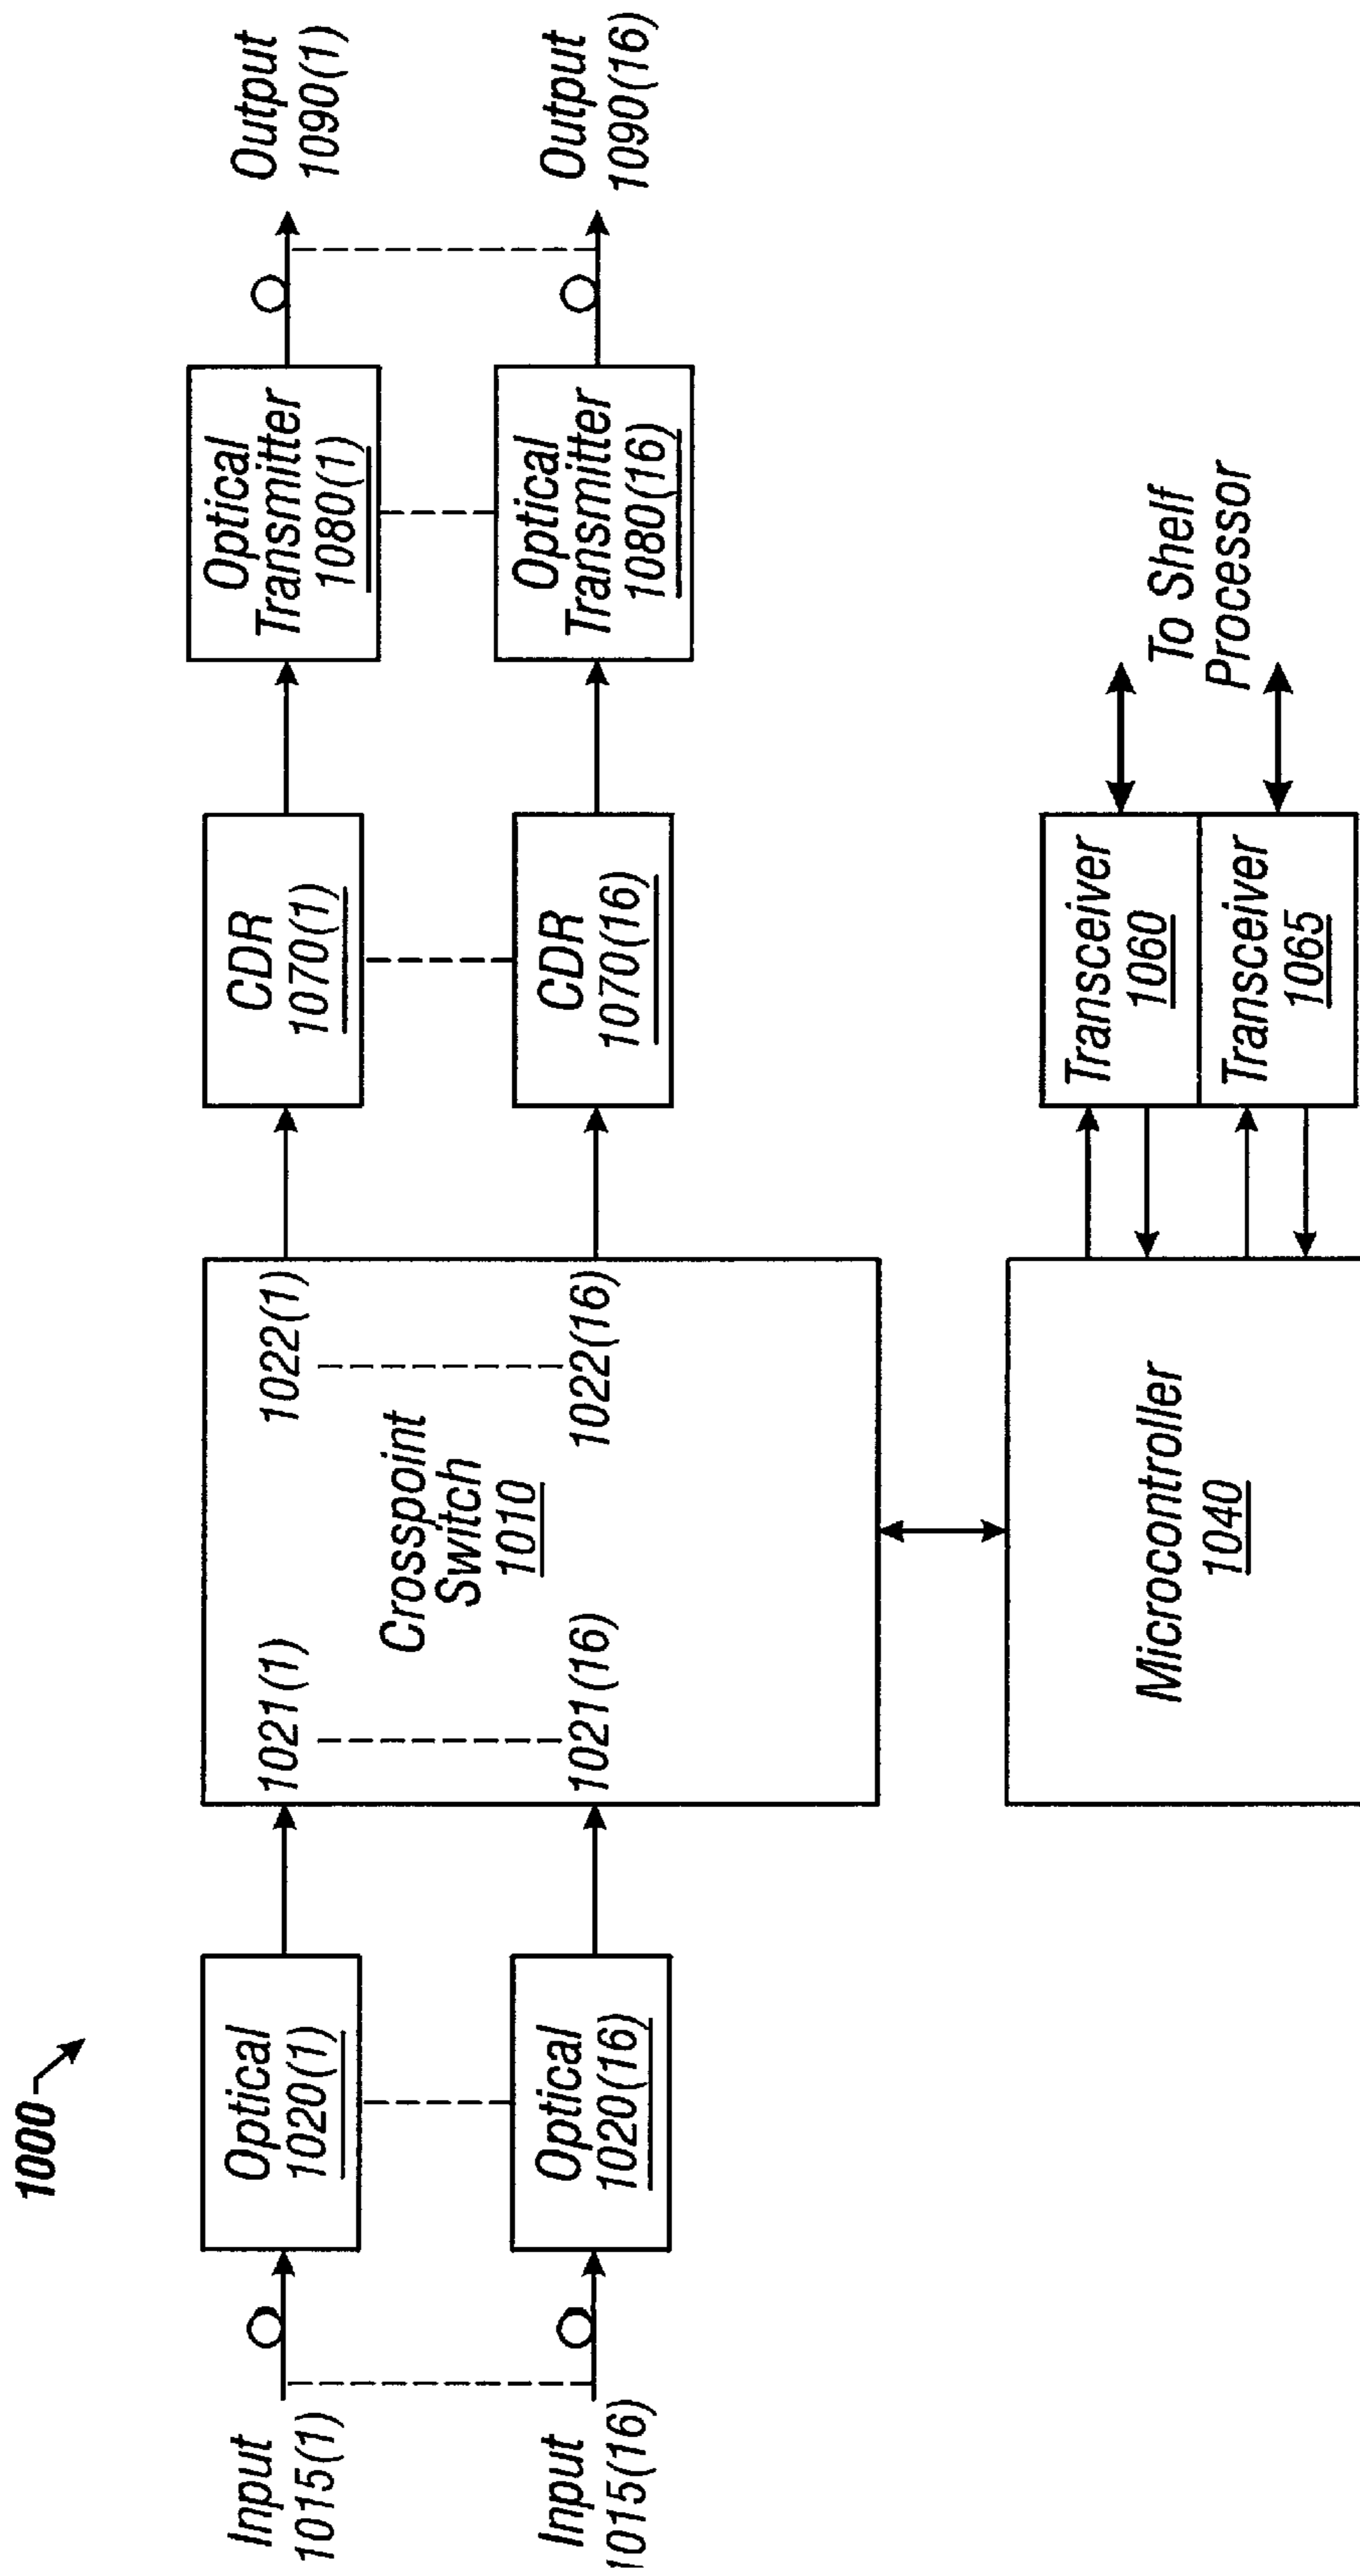 1000
Input
1015(1)
Optical
1020(1)
1021(1)
1022(1)
CDR
1070(1)
Optical
Transmitter
1080(1)
Output
1090(1)
Crosspoint
Switch
1010
Input
1015(16)
Optical
1020(16)
1021(16)
1022(16)
CDR
1070(16)
Optical
Transmitter
1080(16)
Output
1090(16)
Microcontroller
1040
Transceiver
1060
Transceiver
1065
To Shelf
Processor